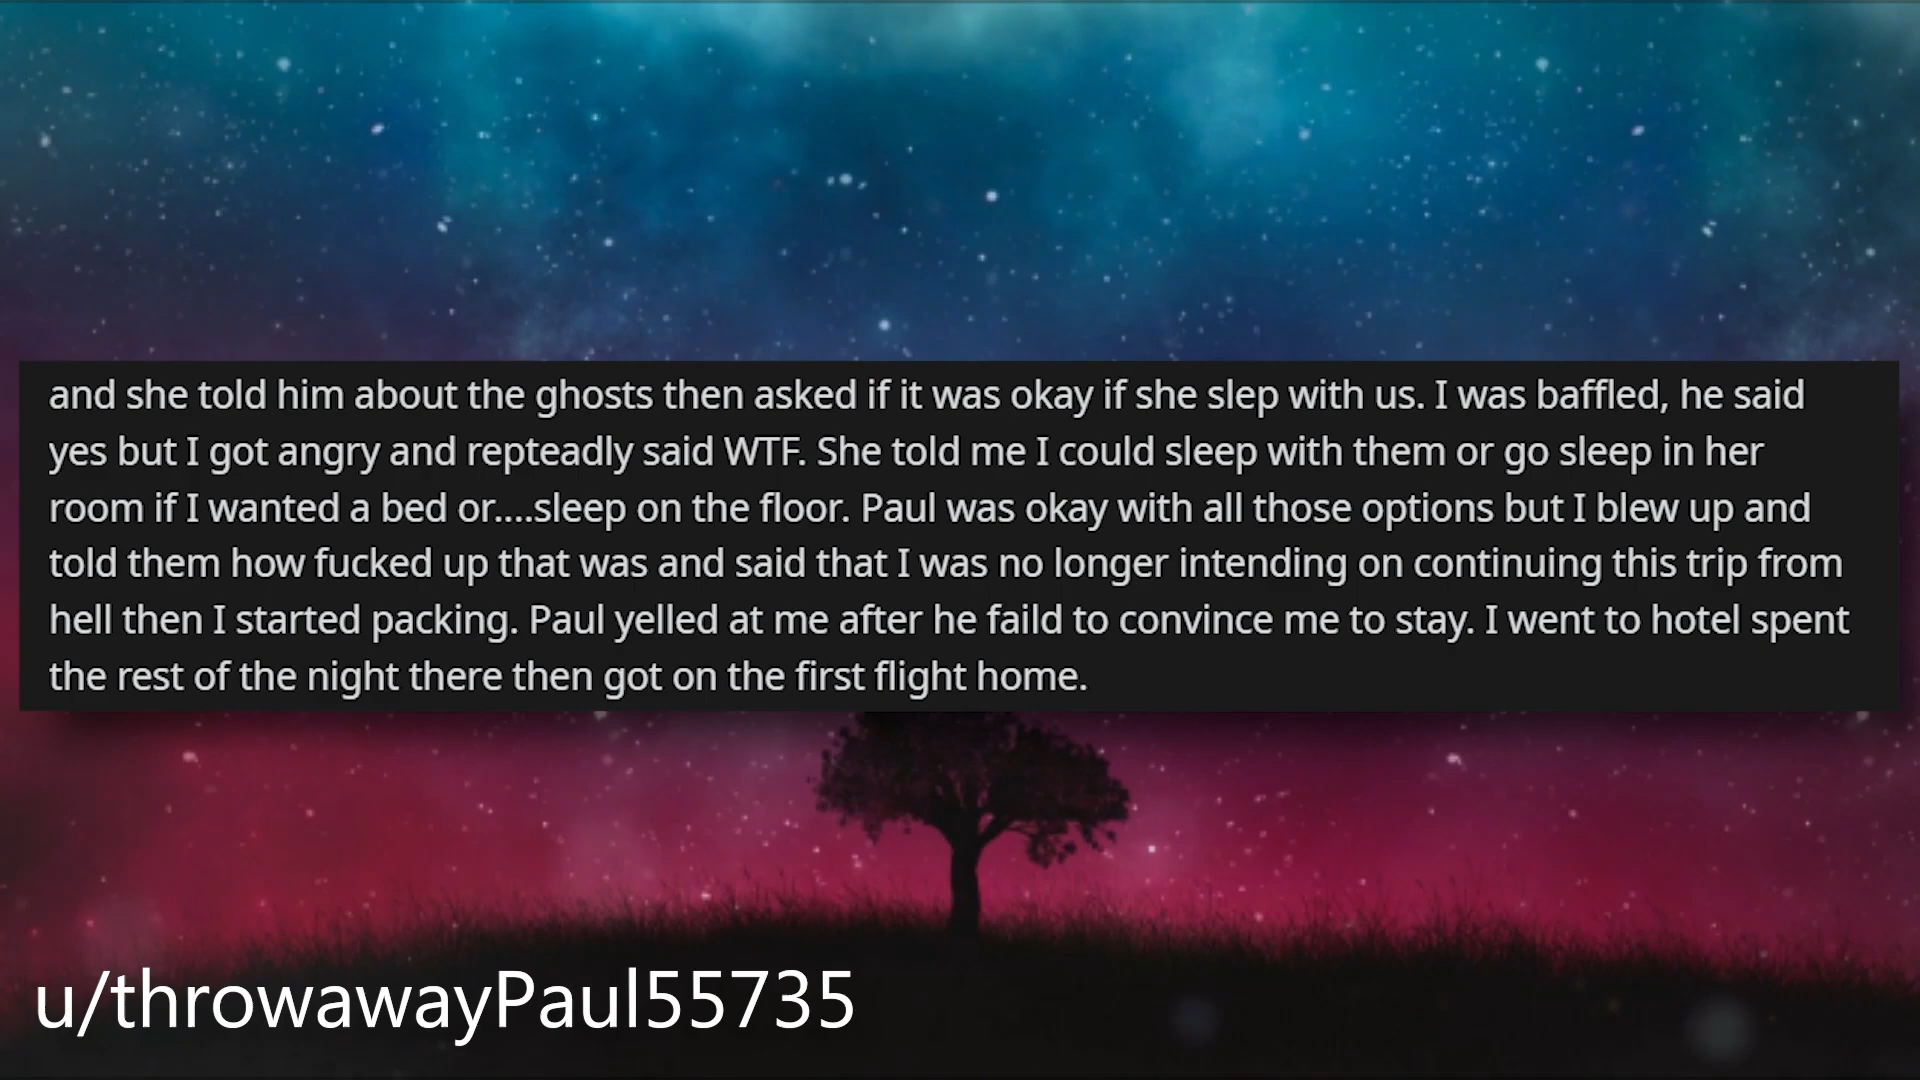 and she told him about the ghosts then asked if it was okay if she slep with us. I was baffled, he said
yes but I got angry and repteadly said WTF. She told me I could sleep with them or go sleep in her
room if I wanted a bed or....sleep on the floor. Paul was okay with all those options but I blew up and
told them how fucked up that was and said that I was no longer intending on continuing this trip from
hell then I started packing. Paul yelled at me after he faild to convince me to stay. I went to hotel spent
the rest of the night there then got on the first flight home.
u/throwawayPaul55735